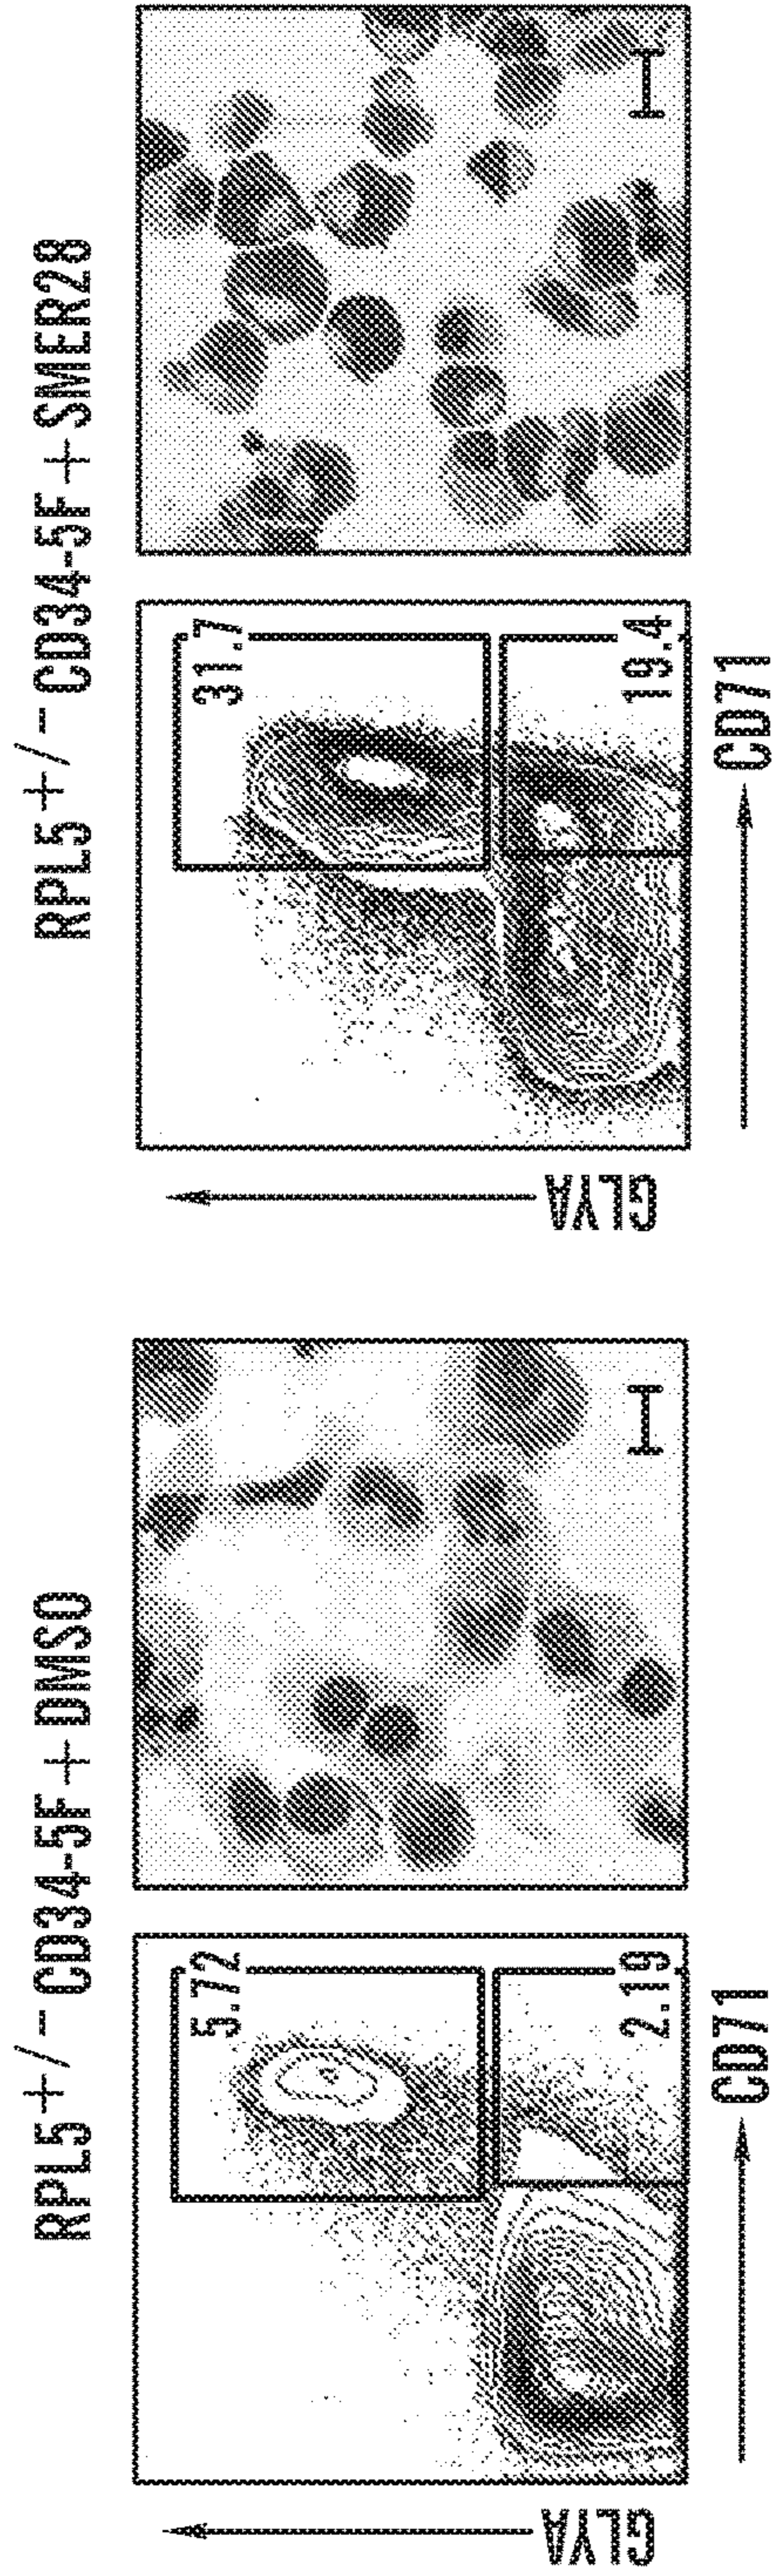 RPL5+/- CD34-5F + DMSO
5.72
2.19
GLYA
CD71
RPL5+/- CD34-5F + SMER28
31.7
19.4
GLYA
CD71